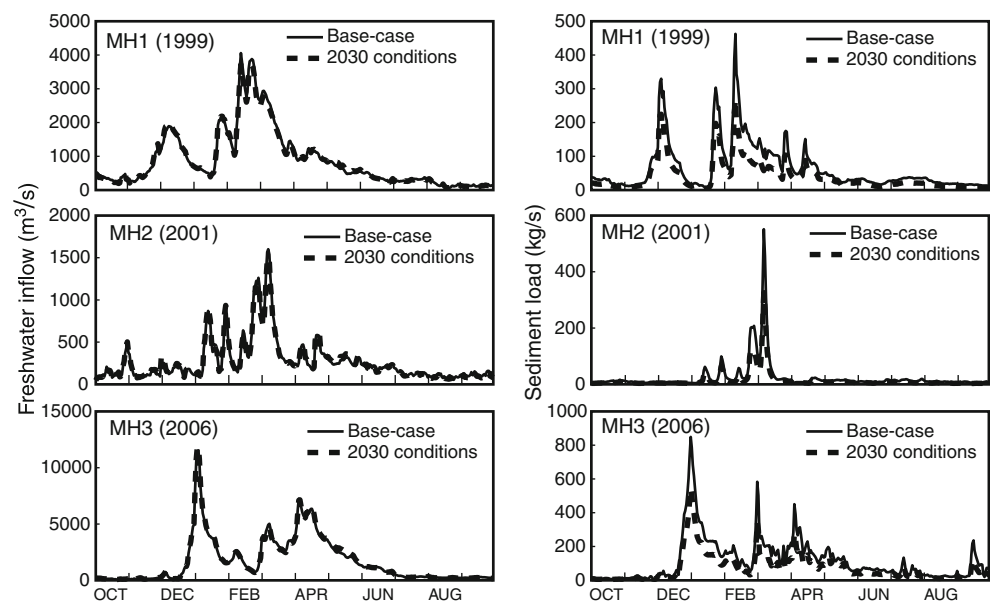 Freshwater inflow (m³/s)
5000
4000
3000
2000
1000
0
MH1 (1999)
Base-case
2030 conditions
2000
1500
1000
500
0
MH2 (2001)
Base-case
2030 conditions
15000
10000
5000
0
MH3 (2006)
Base-case
2030 conditions
OCT DEC FEB APR JUN AUG
Sediment load (kg/s)
500
400
300
200
100
0
MH1 (1999)
Base-case
2030 conditions
600
400
200
0
MH2 (2001)
Base-case
2030 conditions
1000
800
600
400
200
0
MH3 (2006)
Base-case
2030 conditions
OCT DEC FEB APR JUN AUG